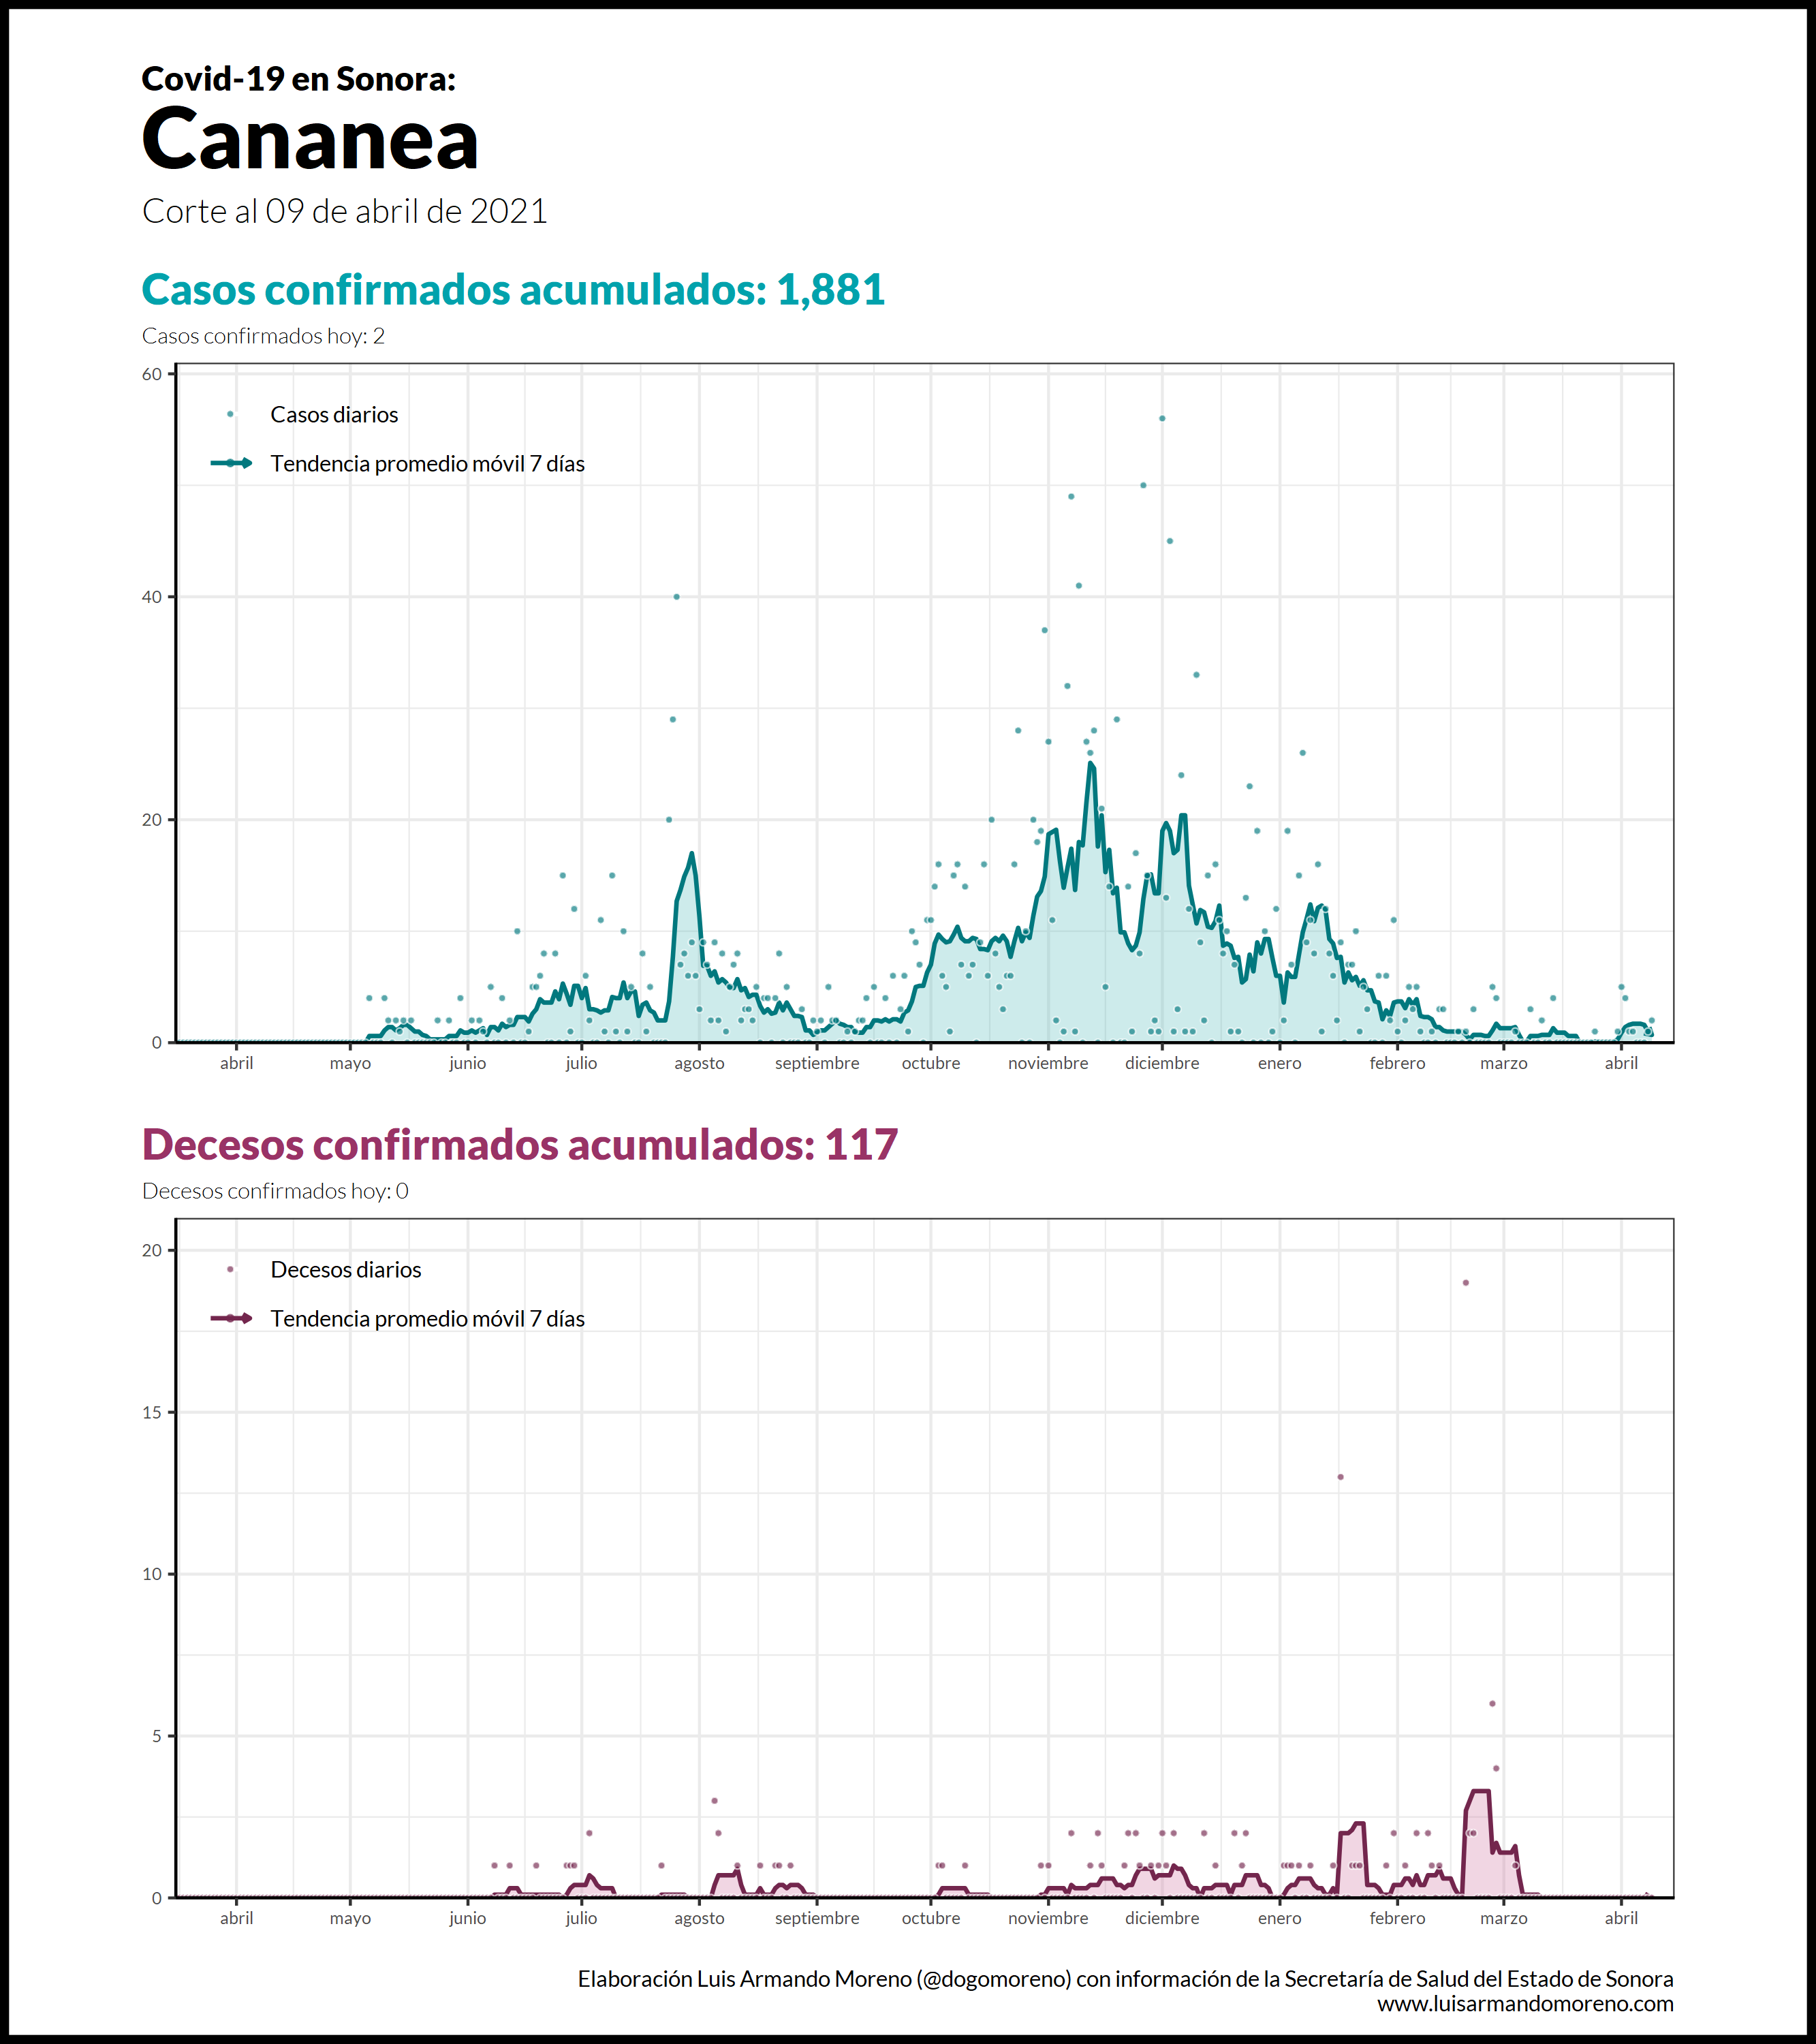 Covid-19 en Sonora:
Cananea
Corte al 09 de abril de 2021
Casos confirmados acumulados: 1,881
Casos confirmados hoy: 2
60
40
20
0
Casos diarios
Tendencia promedio móvil 7 días
abril mayo junio julio agosto septiembre octubre noviembre diciembre enero febrero marzo abril
Decesos confirmados acumulados: 117
Decesos confirmados hoy: 0
20
15
10
5
0
Decesos diarios
Tendencia promedio móvil 7 días
abril mayo junio julio agosto septiembre octubre noviembre diciembre enero febrero marzo abril
Elaboración Luis Armando Moreno (@dogomoreno) con información de la Secretaría de Salud del Estado de Sonora
www.luisarmandomoreno.com